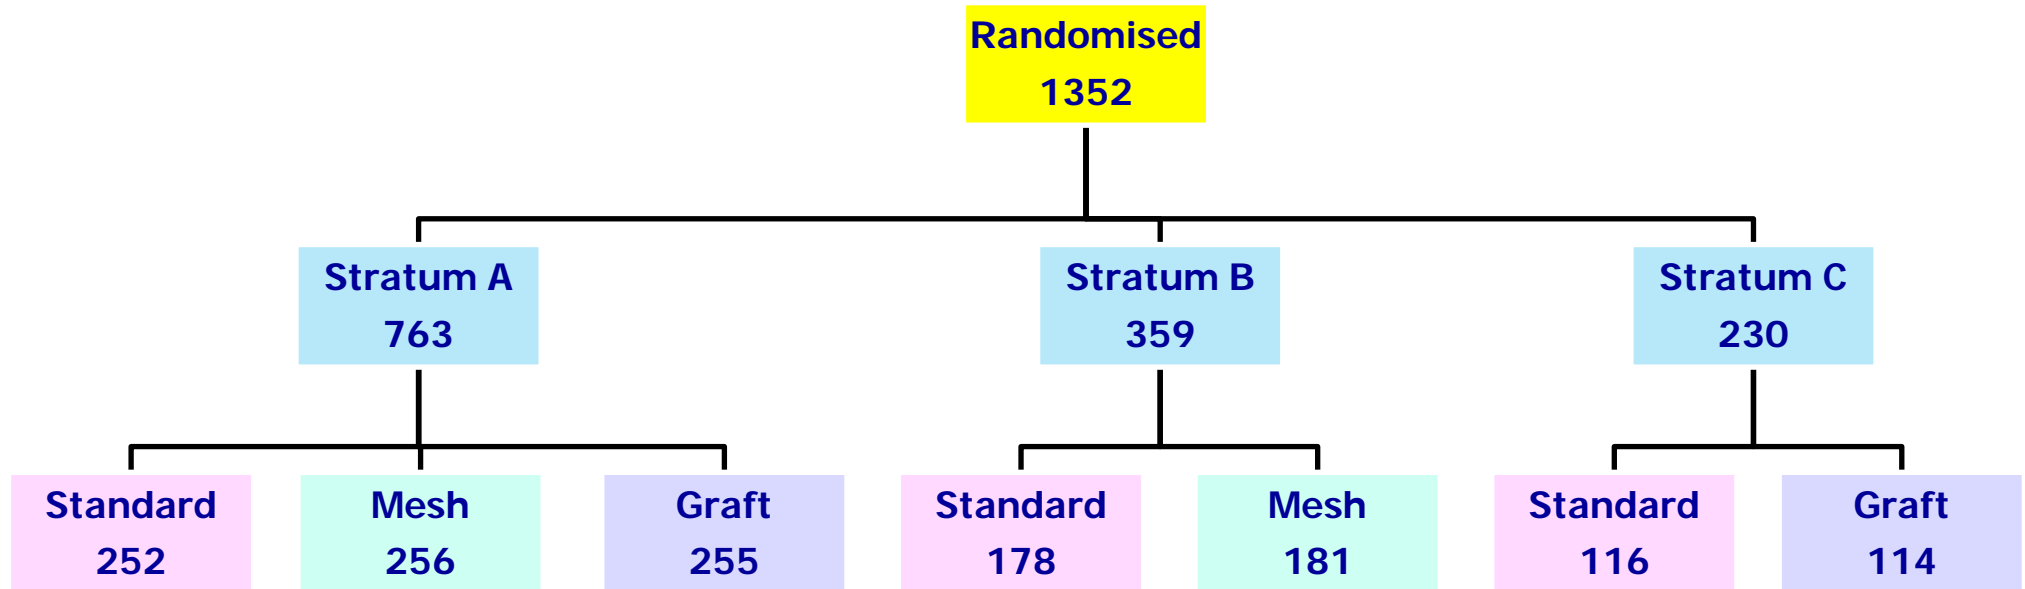 Randomised
1352
Stratum A
763
Stratum B
359
Stratum C
230
Standard
252
Mesh
256
Graft
255
Standard
178
Mesh
181
Standard
116
Graft
114